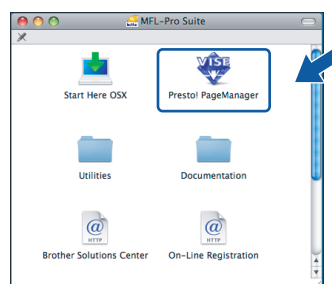 MFL-Pro Suite
VISE
Start Here OSX
Presto! PageManager
Utilities
Documentation
@
HTTP
@
HTTP
Brother Solutions Center
On-Line Registration